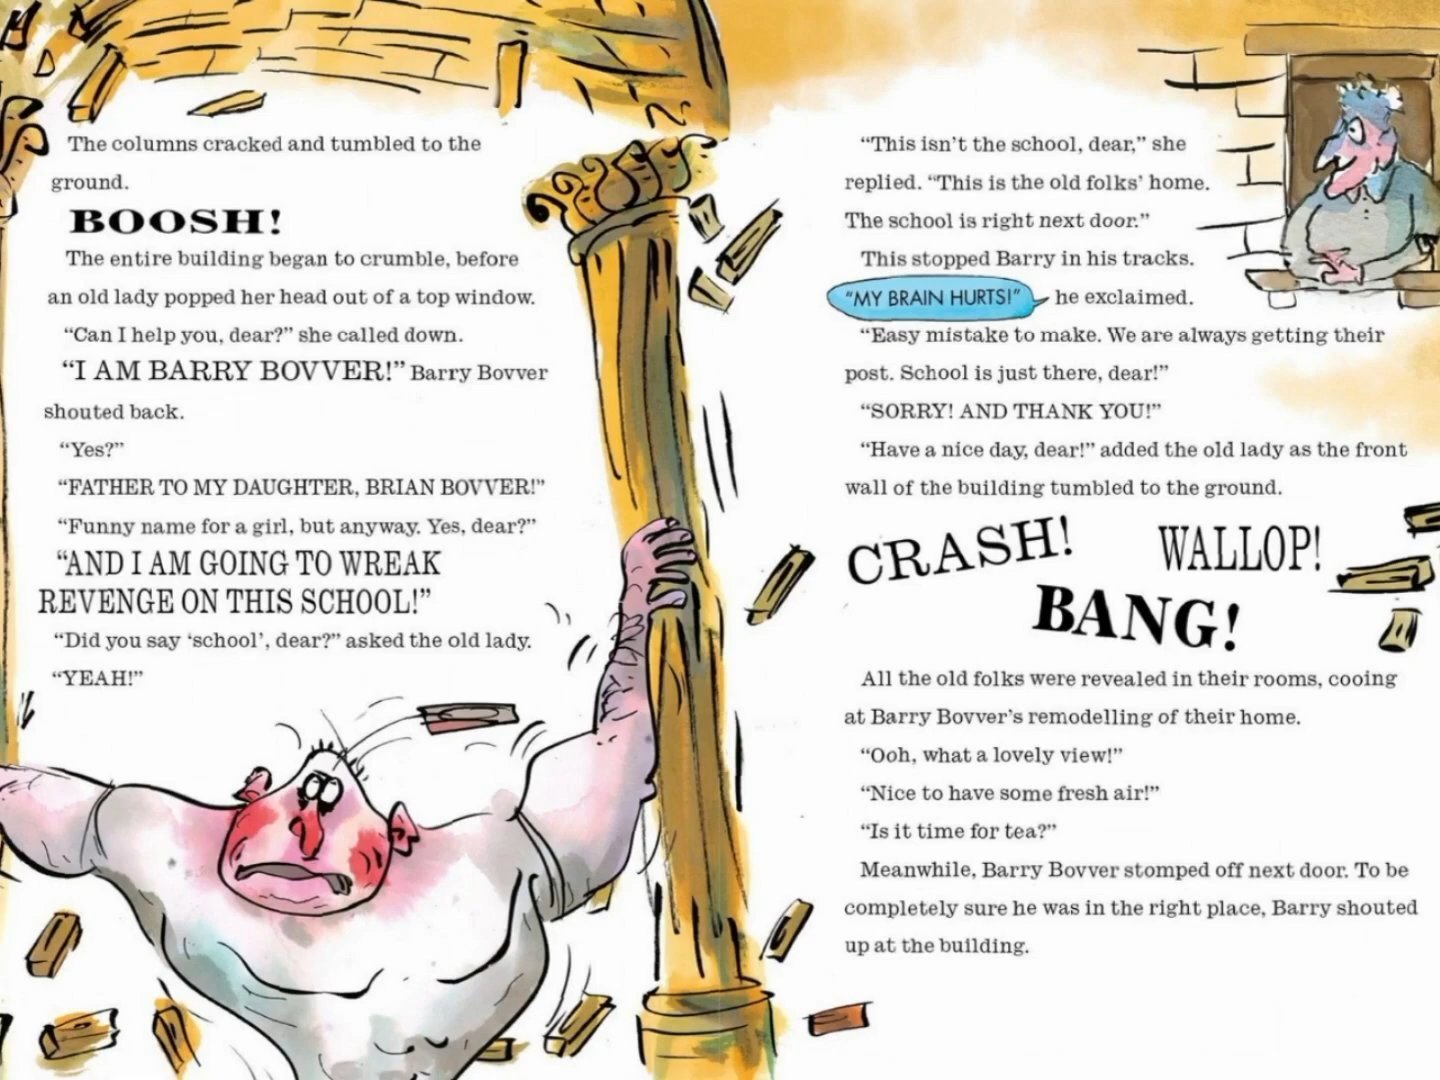 The columns cracked and tumbled to the
ground.
BOOSH!
The entire building began to crumble, before
an old lady popped her head out of a top window.
“Can I help you, dear?” she called down.
“I AM BARRY BOVVER!” Barry Bovver
shouted back.
“Yes?”
“FATHER TO MY DAUGHTER, BRIAN BOVVER!”
“Funny name for a girl, but anyway. Yes, dear?”
“AND I AM GOING TO WREAK
REVENGE ON THIS SCHOOL!”
“Did you say ‘school’, dear?” asked the old lady.
“YEAH!”
“This isn’t the school, dear,” she
replied. “This is the old folks’ home.
The school is right next door.”
This stopped Barry in his tracks.
“MY BRAIN HURTS!” he exclaimed.
“Easy mistake to make. We are always getting their
post. School is just there, dear!”
“SORRY! AND THANK YOU!”
“Have a nice day, dear!” added the old lady as the front
wall of the building tumbled to the ground.
CRASH! WALLOP!
BANG!
All the old folks were revealed in their rooms, cooing
at Barry Bovver’s remodelling of their home.
“Ooh, what a lovely view!”
“Nice to have some fresh air!”
“Is it time for tea?”
Meanwhile, Barry Bovver stomped off next door. To be
completely sure he was in the right place, Barry shouted
up at the building.